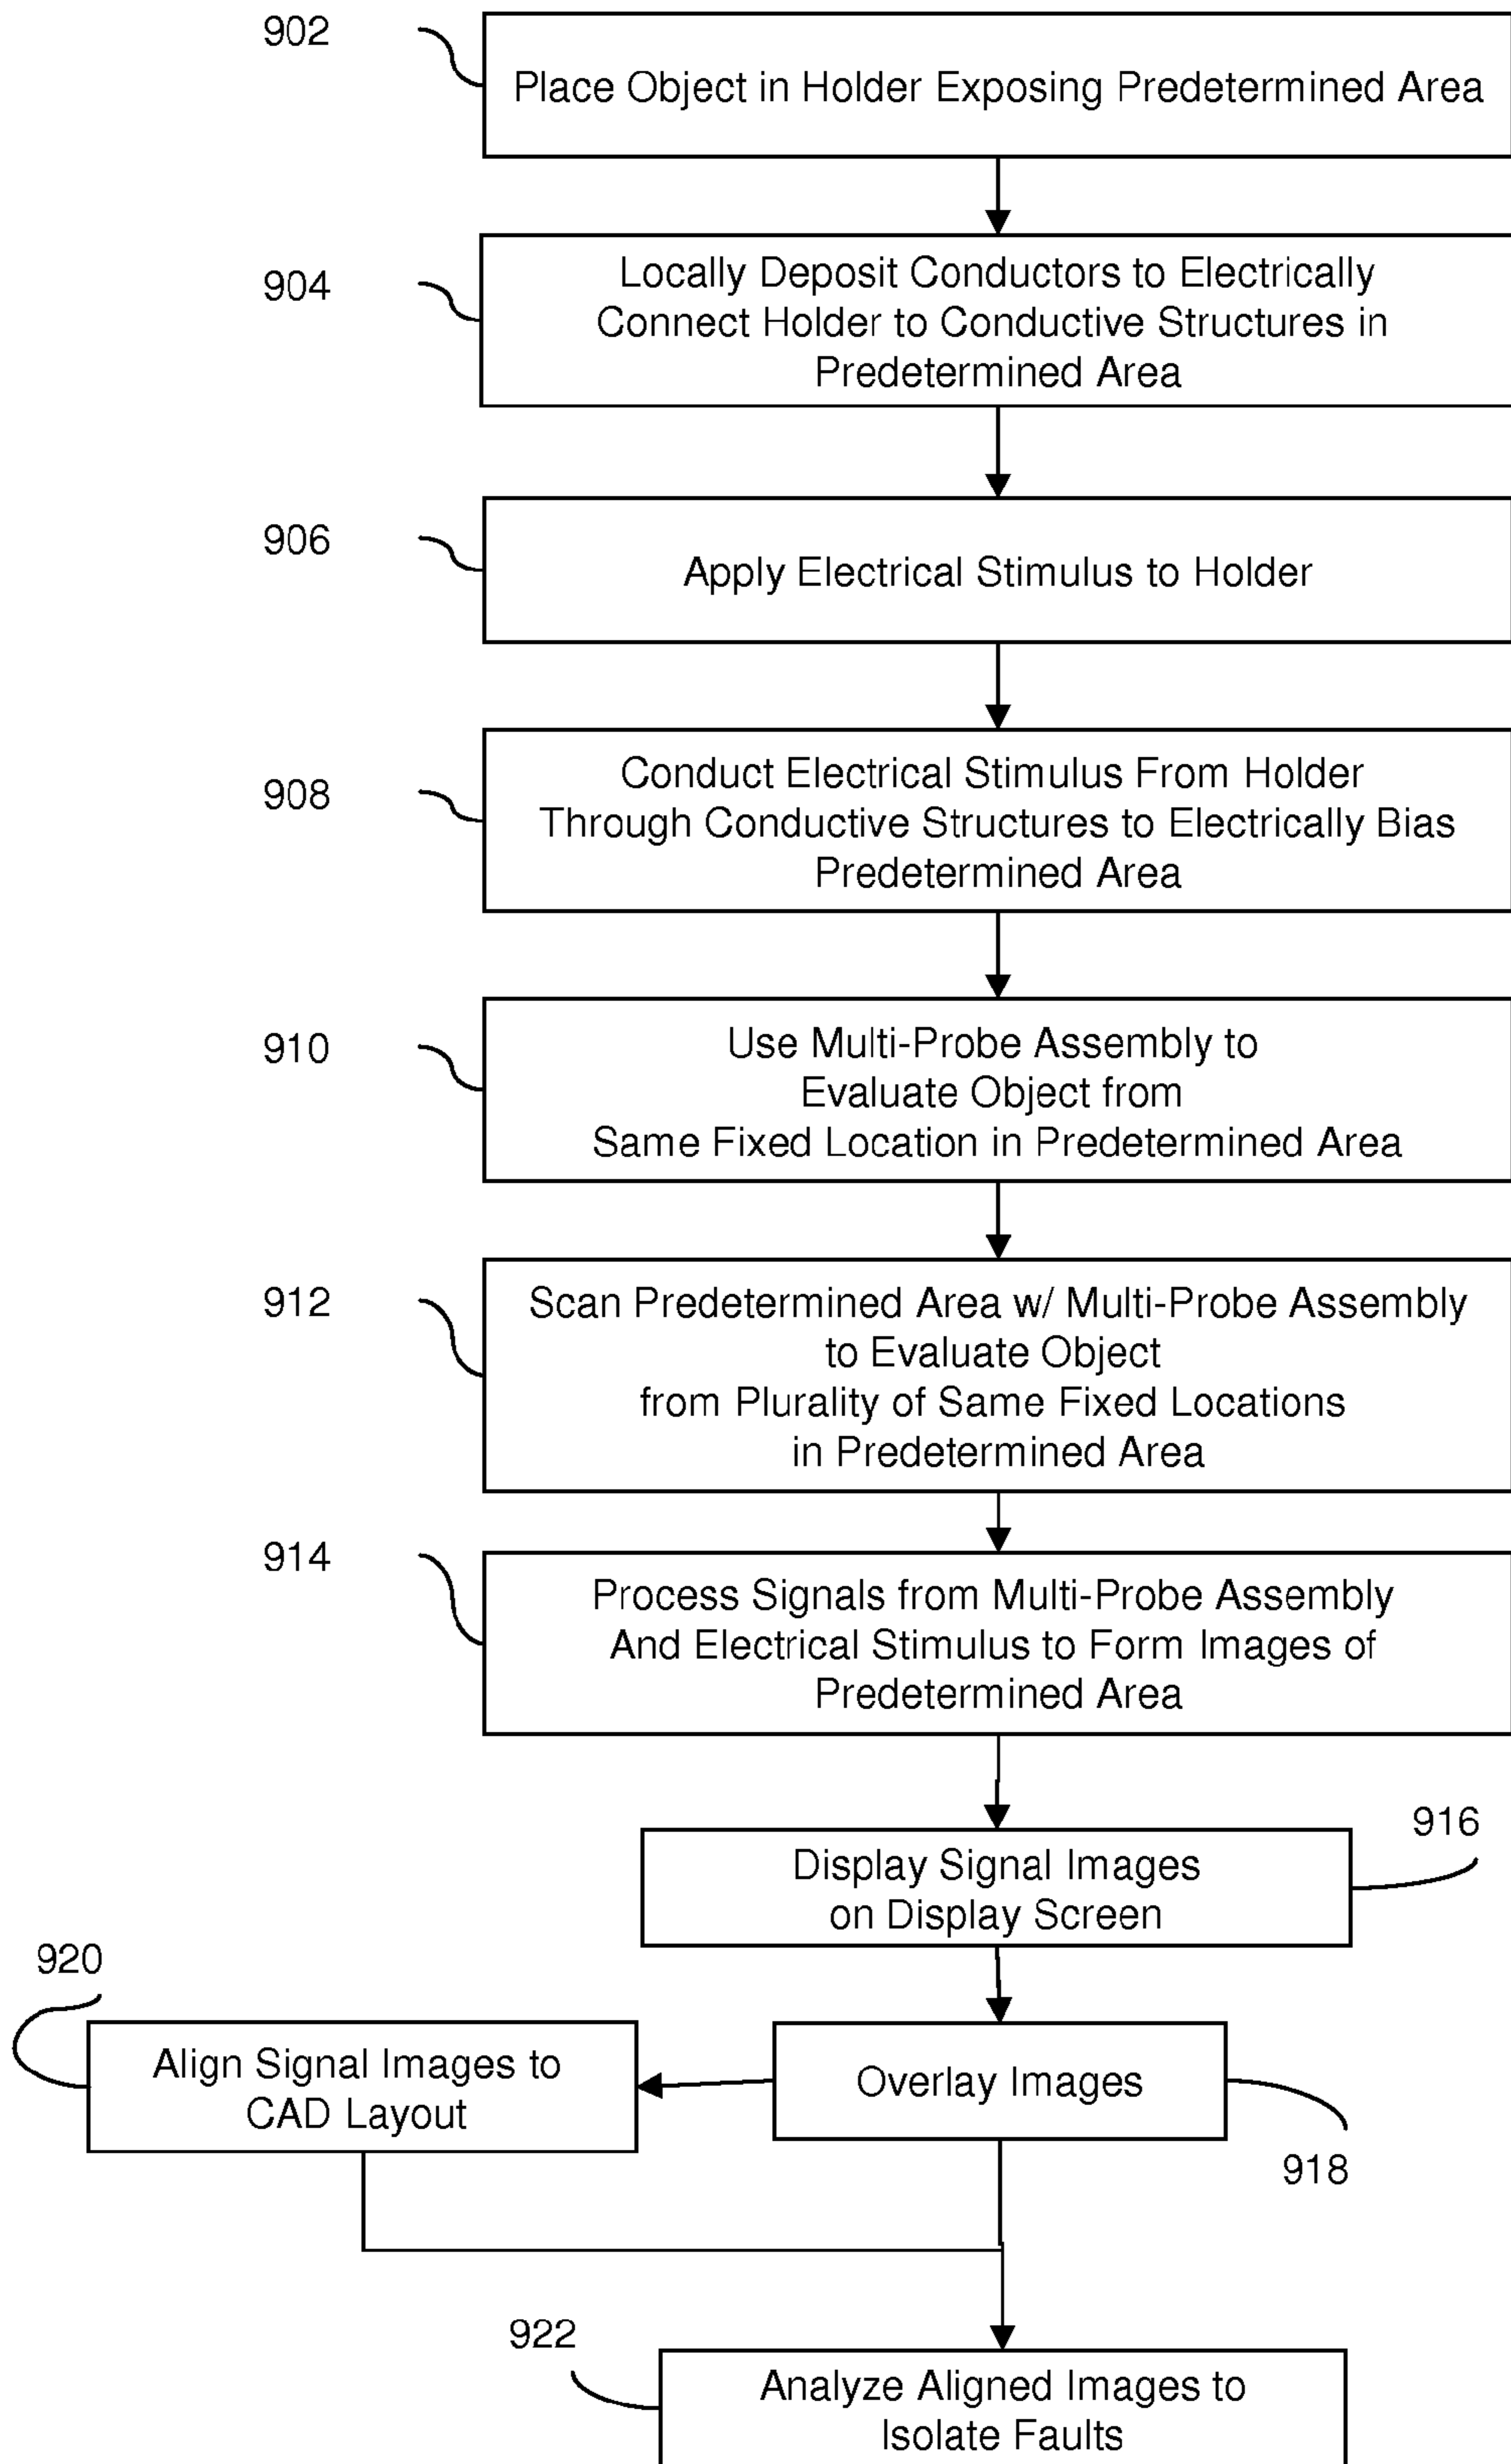 902
Place Object in Holder Exposing Predetermined Area
904
Locally Deposit Conductors to Electrically
Connect Holder to Conductive Structures in
Predetermined Area
906
Apply Electrical Stimulus to Holder
908
Conduct Electrical Stimulus From Holder
Through Conductive Structures to Electrically Bias
Predetermined Area
910
Use Multi-Probe Assembly to
Evaluate Object from
Same Fixed Location in Predetermined Area
912
Scan Predetermined Area w/ Multi-Probe Assembly
to Evaluate Object
from Plurality of Same Fixed Locations
in Predetermined Area
914
Process Signals from Multi-Probe Assembly
And Electrical Stimulus to Form Images of
Predetermined Area
916
Display Signal Images
on Display Screen
920
Align Signal Images to
CAD Layout
Overlay Images
918
922
Analyze Aligned Images to
Isolate Faults